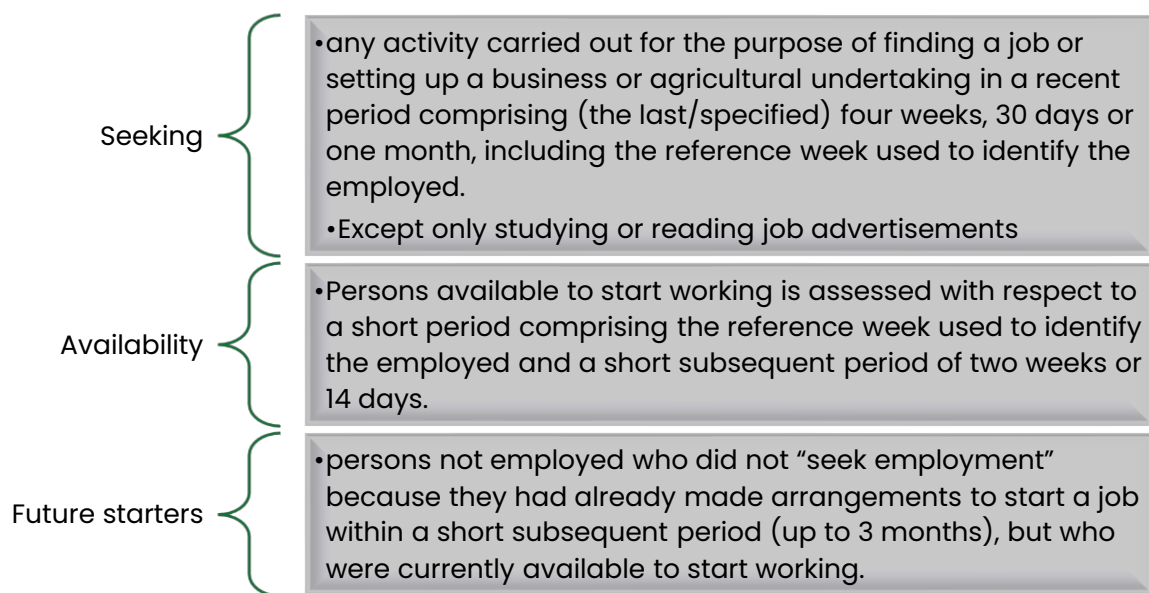 Seeking
•any activity carried out for the purpose of finding a job or
setting up a business or agricultural undertaking in a recent
period comprising (the last/specified) four weeks, 30 days or
one month, including the reference week used to identify the
employed.
•Except only studying or reading job advertisements
Availability
•Persons available to start working is assessed with respect to
a short period comprising the reference week used to identify
the employed and a short subsequent period of two weeks or
14 days.
Future starters
•persons not employed who did not “seek employment”
because they had already made arrangements to start a job
within a short subsequent period (up to 3 months), but who
were currently available to start working.